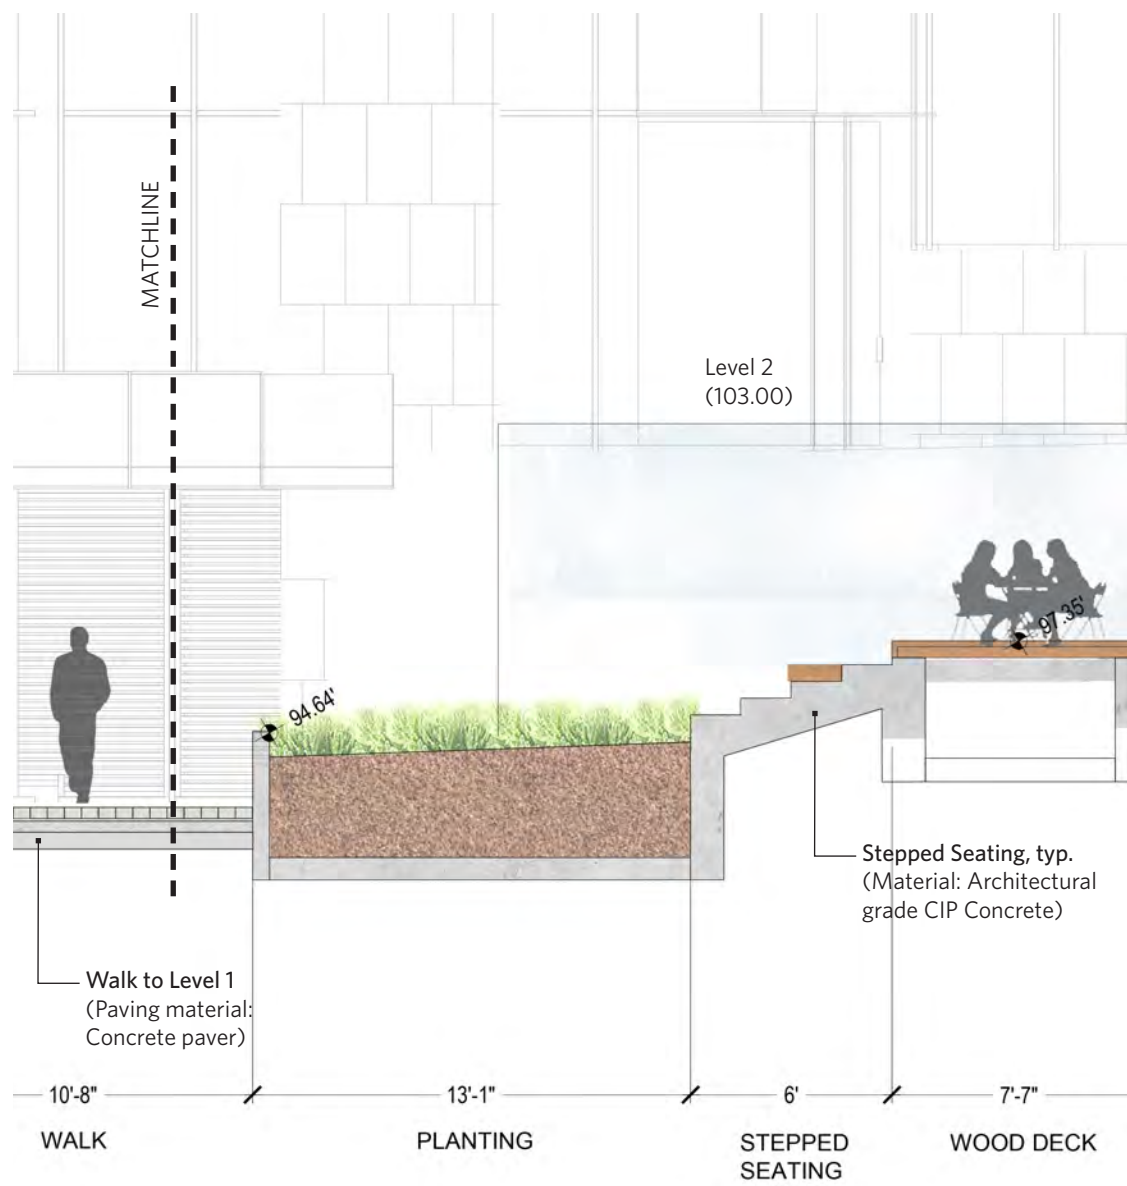 MATCHLINE
Level 2
(103.00)
97.35'
94.64'
Stepped Seating, typ.
(Material: Architectural
grade CIP Concrete)
Walk to Level 1
(Paving material:
Concrete paver)
10'-8"
13'-1"
6'
7'-7"
WALK
PLANTING
STEPPED
SEATING
WOOD DECK